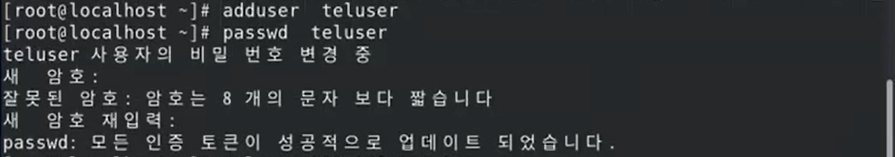 [root@localhost ~]# adduser  teluser
[root@localhost ~]# passwd  teluser
teluser 사용자의 비밀 번호 변경 중
새  암호:
잘못된 암호: 암호는 8 개의 문자 보다 짧습니다
새  암호 재입력:
passwd: 모든 인증 토큰이 성공적으로 업데이트 되었습니다.